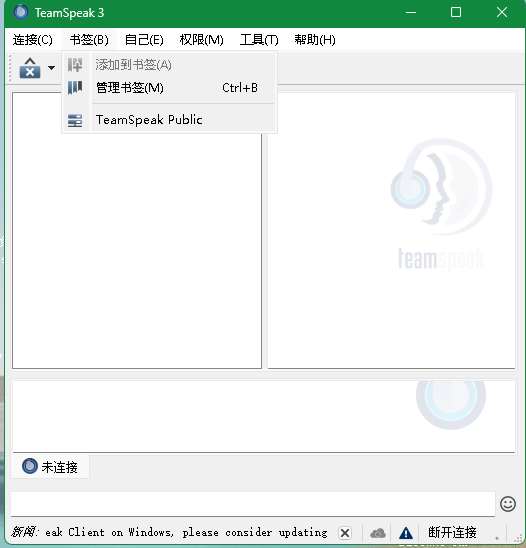 TeamSpeak 3
连接(C) 书签(B) 自己(E) 权限(M) 工具(T) 帮助(H)
添加到书签(A)
管理书签(M) Ctrl+B
TeamSpeak Public
teamspeak
未连接
新闻: eak Client on Windows, please consider updating
断开连接